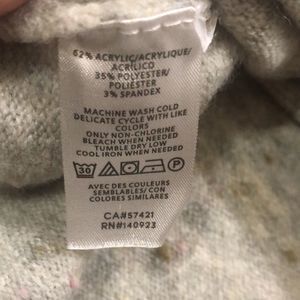 62% ACRYLIC/ACRYLIQUE/
ACRÍLICO
35% POLYESTER/
POLIÉSTER
3% SPANDEX
MACHINE WASH COLD
DELICATE CYCLE WITH LIKE
COLORS
ONLY NON-CHLORINE
BLEACH WHEN NEEDED
TUMBLE DRY LOW
COOL IRON WHEN NEEDED
30 P
AVEC DES COULEURS
SEMBLABLES/CON
COLORES SIMILARES
CA#57421
RN#140923